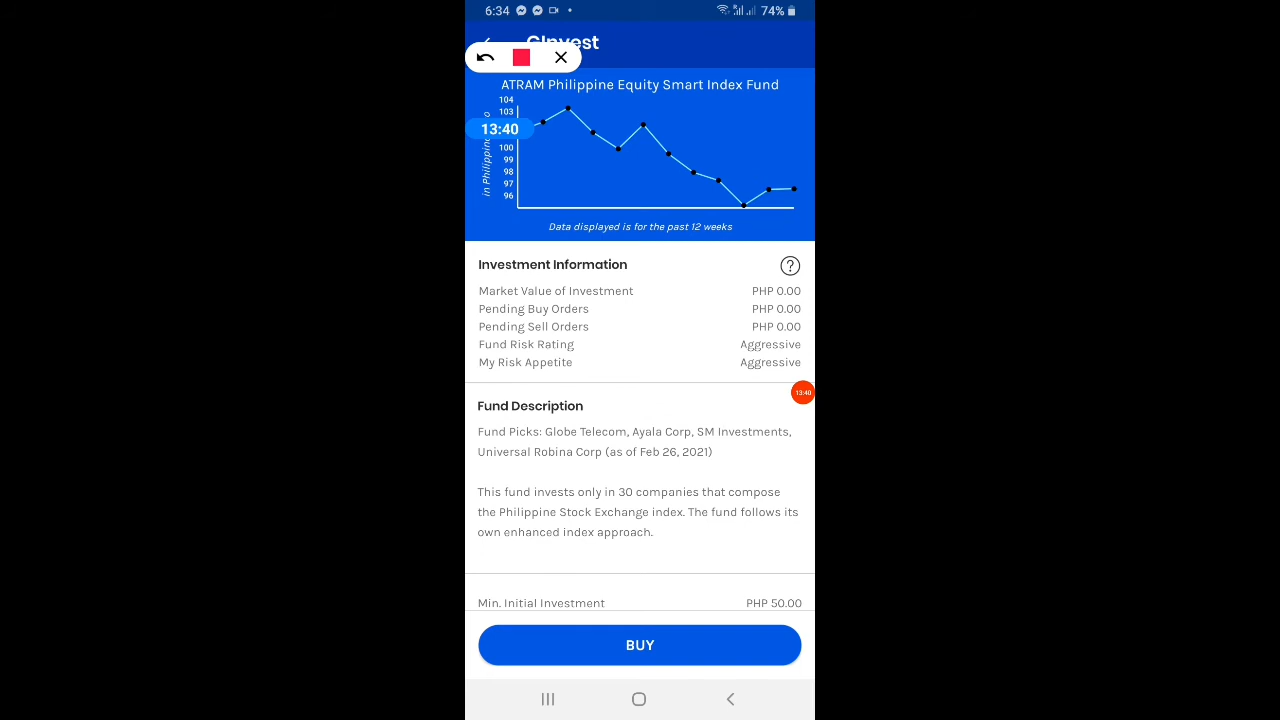 6:34 74%
GInvest
ATRAM Philippine Equity Smart Index Fund
104
103
13:40
100
99
98
97
96
in Philippine
Data displayed is for the past 12 weeks
Investment Information ?
Market Value of Investment PHP 0.00
Pending Buy Orders PHP 0.00
Pending Sell Orders PHP 0.00
Fund Risk Rating Aggressive
My Risk Appetite Aggressive
13:40
Fund Description
Fund Picks: Globe Telecom, Ayala Corp, SM Investments,
Universal Robina Corp (as of Feb 26, 2021)
This fund invests only in 30 companies that compose
the Philippine Stock Exchange index. The fund follows its
own enhanced index approach.
Min. Initial Investment PHP 50.00
BUY